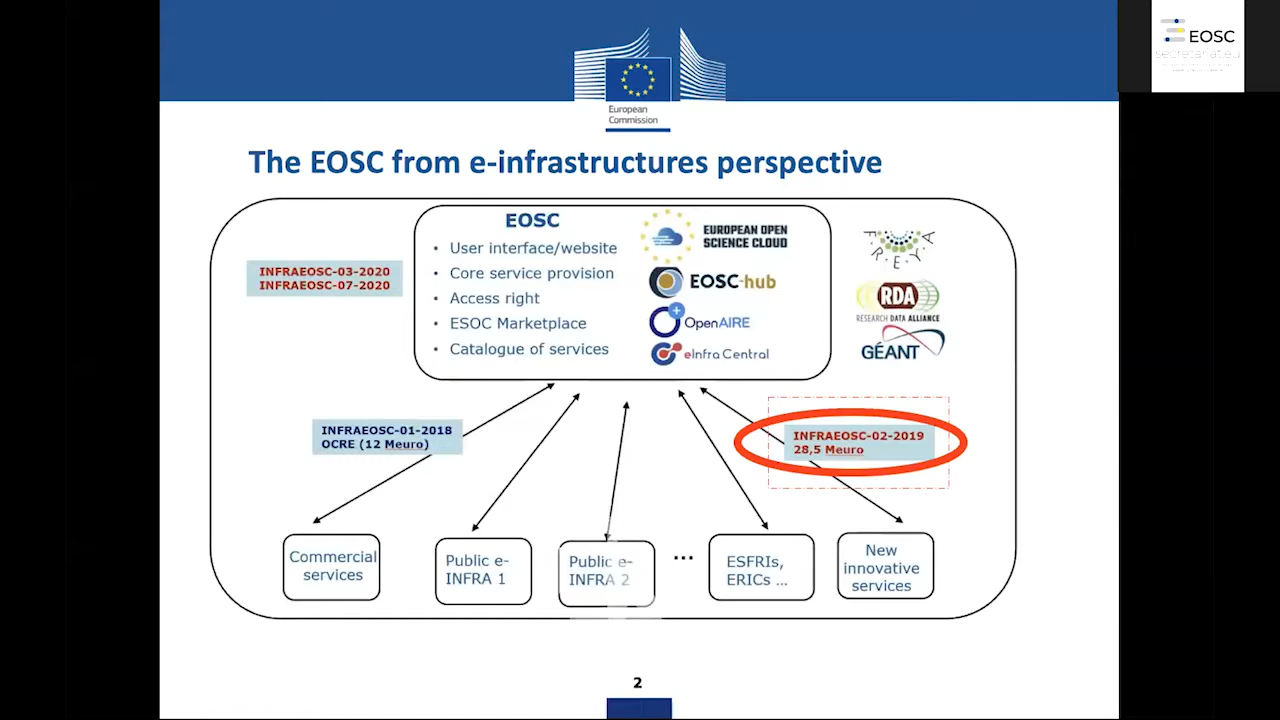 European
Commission
EOSC
The EOSC from e-infrastructures perspective
EOSC
• User interface/website
• Core service provision
• Access right
• ESOC Marketplace
• Catalogue of services
EUROPEAN OPEN
SCIENCE CLOUD
EOSC-hub
OpenAIRE
eInfraCentral
FREYA
RDA
RESEARCH DATA ALLIANCE
GÉANT
INFRAEOSC-03-2020
INFRAEOSC-07-2020
INFRAEOSC-01-2018
OCRE (12 Meuro)
INFRAEOSC-02-2019
28,5 Meuro
Commercial
services
Public e-
INFRA 1
Public e-
INFRA 2
...
ESFRIs,
ERICs ...
New
innovative
services
2